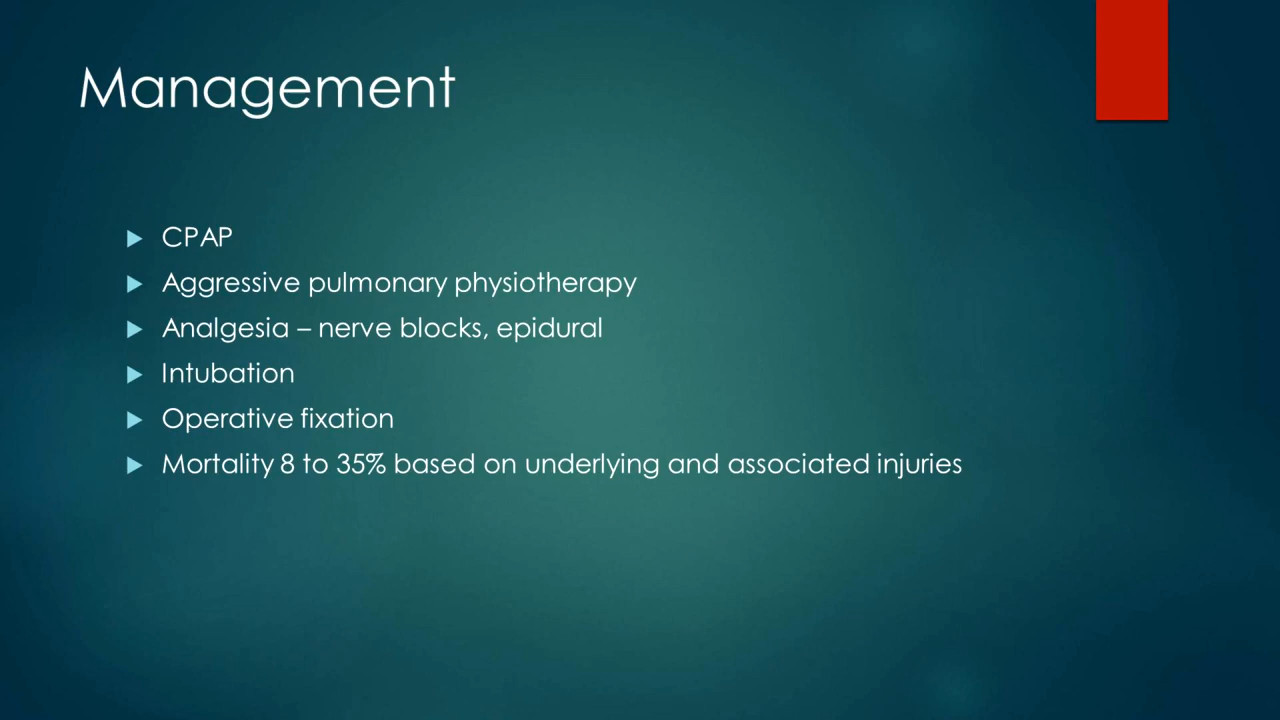 Management
CPAP
Aggressive pulmonary physiotherapy
Analgesia – nerve blocks, epidural
Intubation
Operative fixation
Mortality 8 to 35% based on underlying and associated injuries